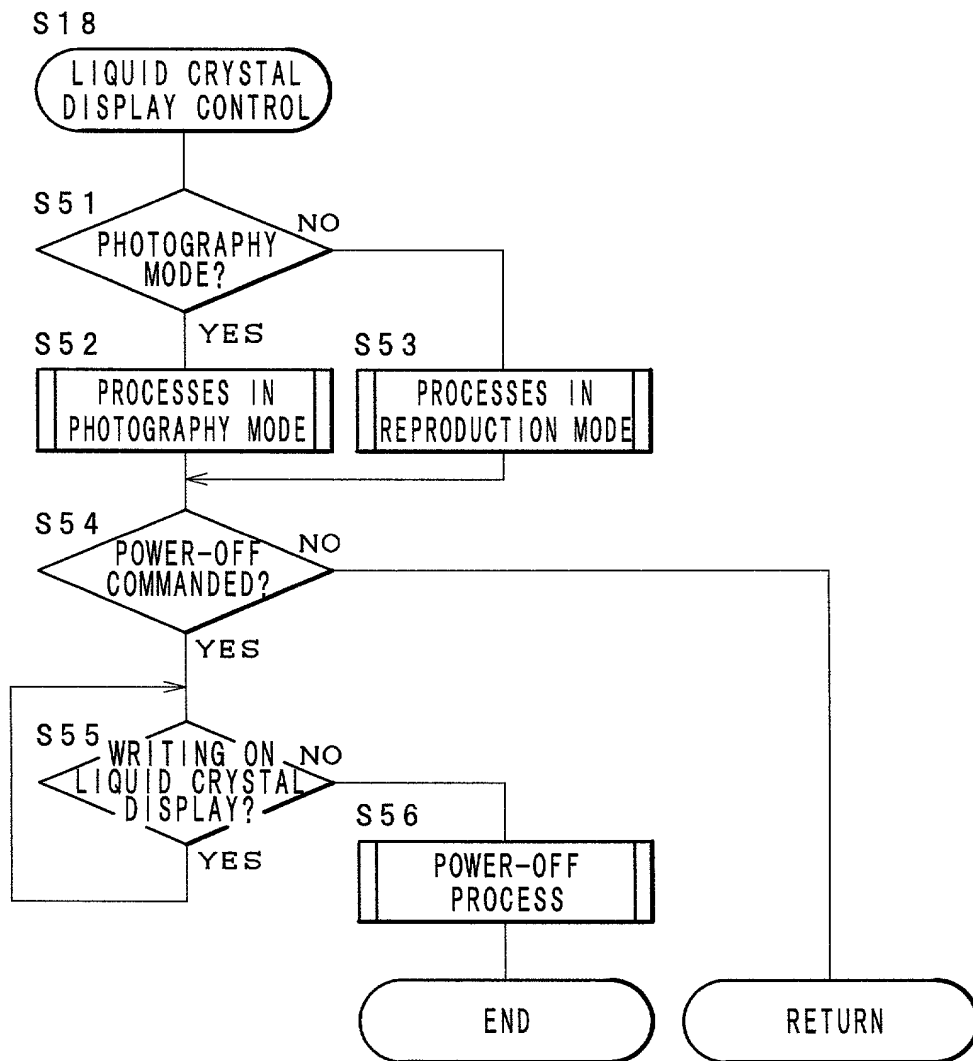 S18
LIQUID CRYSTAL
DISPLAY CONTROL
S51
NO
PHOTOGRAPHY
MODE?
YES
S52
S53
PROCESSES IN
PHOTOGRAPHY MODE
PROCESSES IN
REPRODUCTION MODE
S54
NO
POWER-OFF
COMMANDED?
YES
S55
WRITING ON
LIQUID CRYSTAL
DISPLAY?
NO
YES
S56
POWER-OFF
PROCESS
END
RETURN